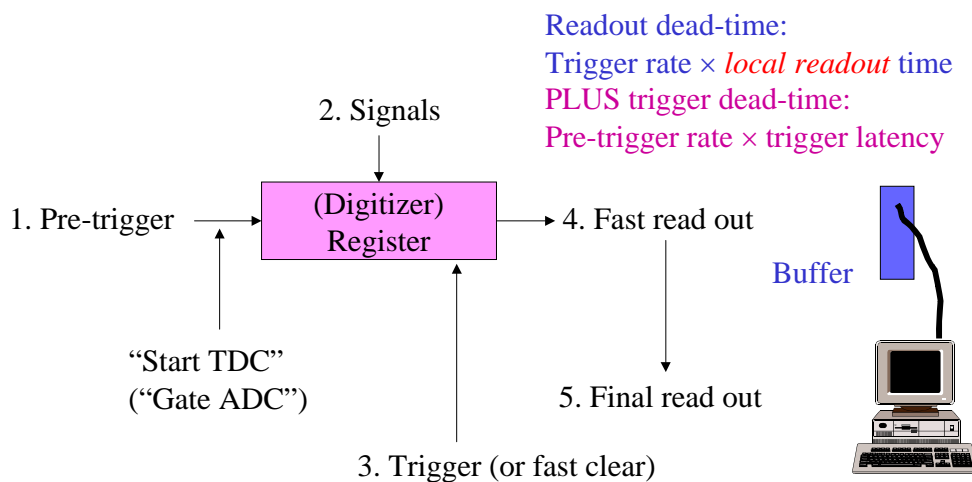 Readout dead-time:
Trigger rate × local readout time
PLUS trigger dead-time:
Pre-trigger rate × trigger latency
2. Signals
1. Pre-trigger
(Digitizer)
Register
4. Fast read out
Buffer
“Start TDC”
(“Gate ADC”)
5. Final read out
3. Trigger (or fast clear)